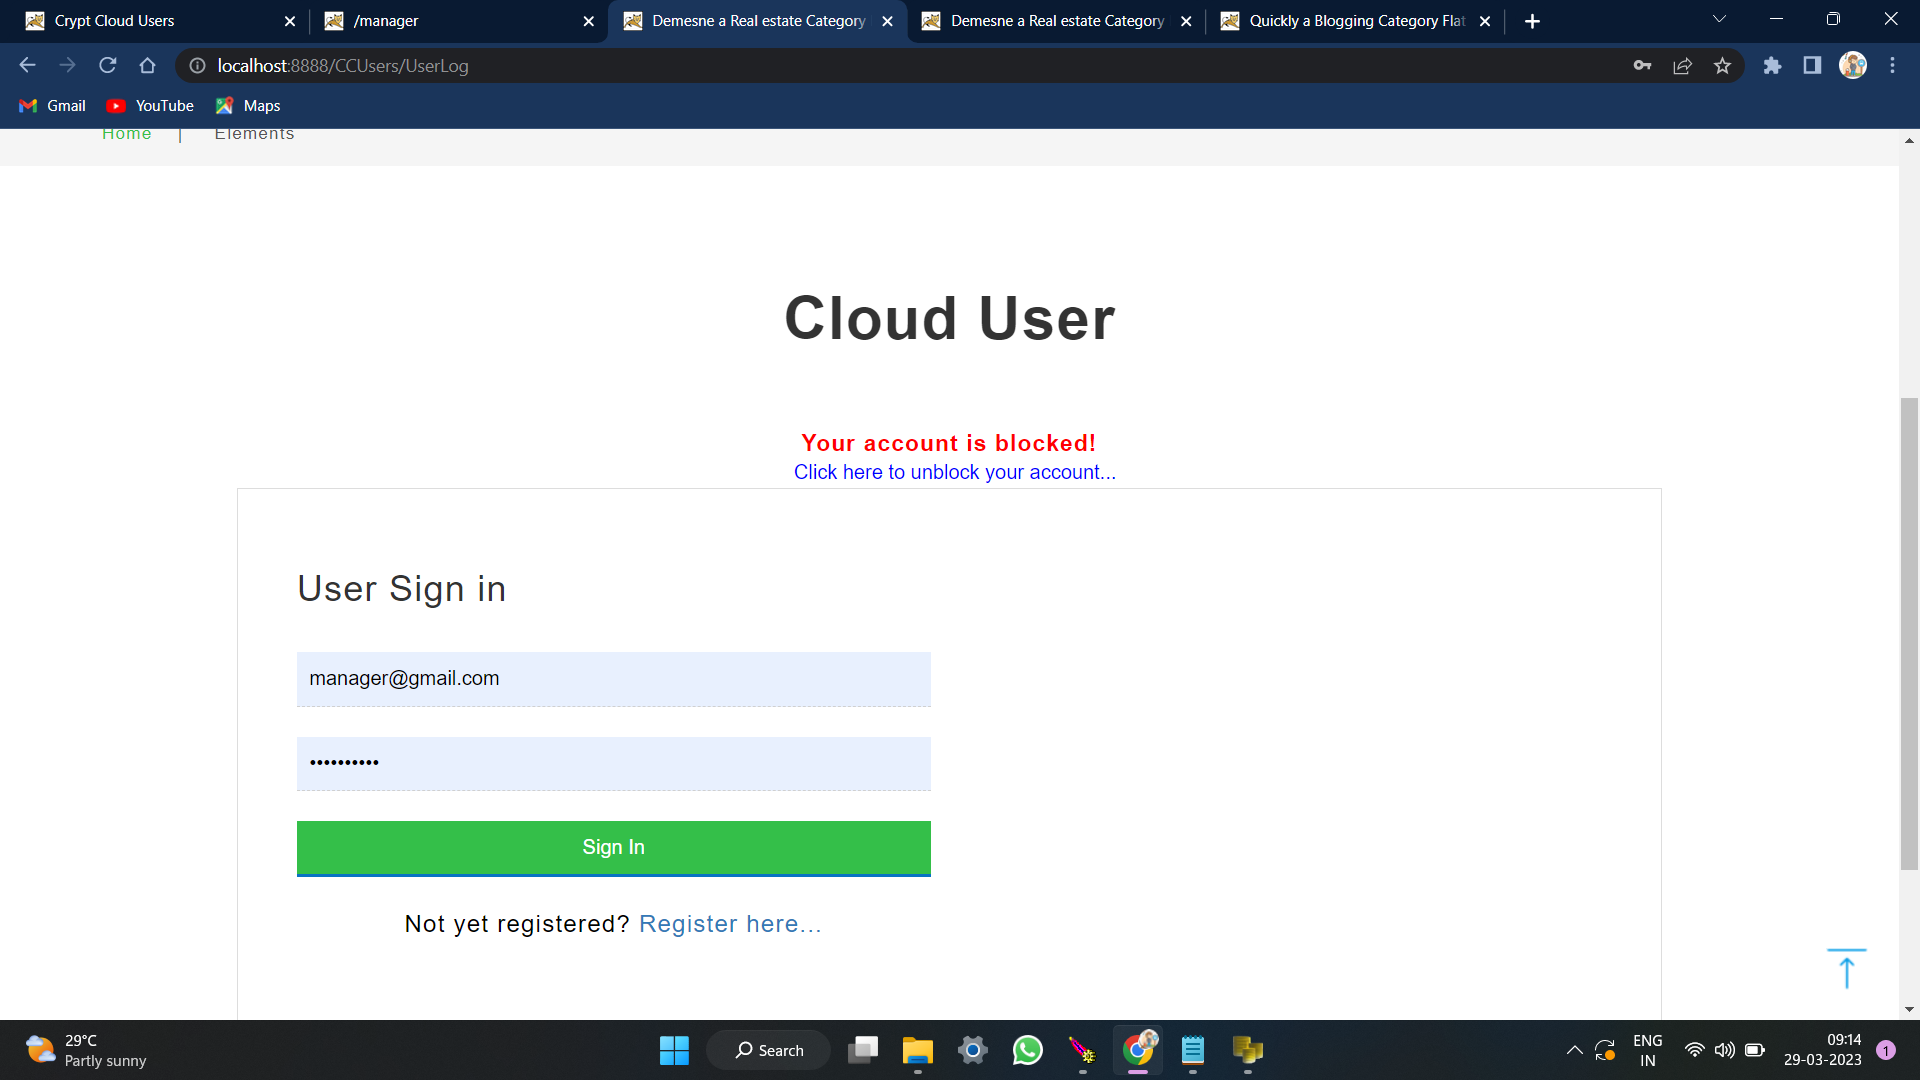 Crypt Cloud Users
/manager
Demesne a Real estate Category
Demesne a Real estate Category
Quickly a Blogging Category Flat
localhost:8888/CCUsers/UserLog
Gmail
YouTube
Maps
Home | Elements
Cloud User
Your account is blocked!
Click here to unblock your account...
User Sign in
manager@gmail.com
••••••••••
Sign In
Not yet registered? Register here...
29°C
Partly sunny
Search
ENG
IN
09:14
29-03-2023
1